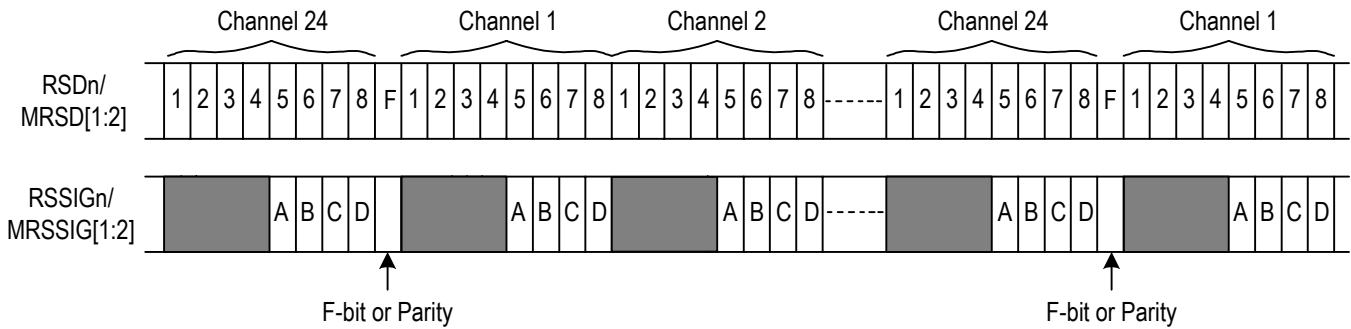 Channel 24 Channel 1 Channel 2 Channel 24 Channel 1
RSDn/
MRSD[1:2]
1 2 3 4 5 6 7 8 F 1 2 3 4 5 6 7 8 1 2 3 4 5 6 7 8 1 2 3 4 5 6 7 8 F 1 2 3 4 5 6 7 8
RSSIGn/
MRSSIG[1:2]
A B C D A B C D A B C D A B C D A B C D
F-bit or Parity F-bit or Parity